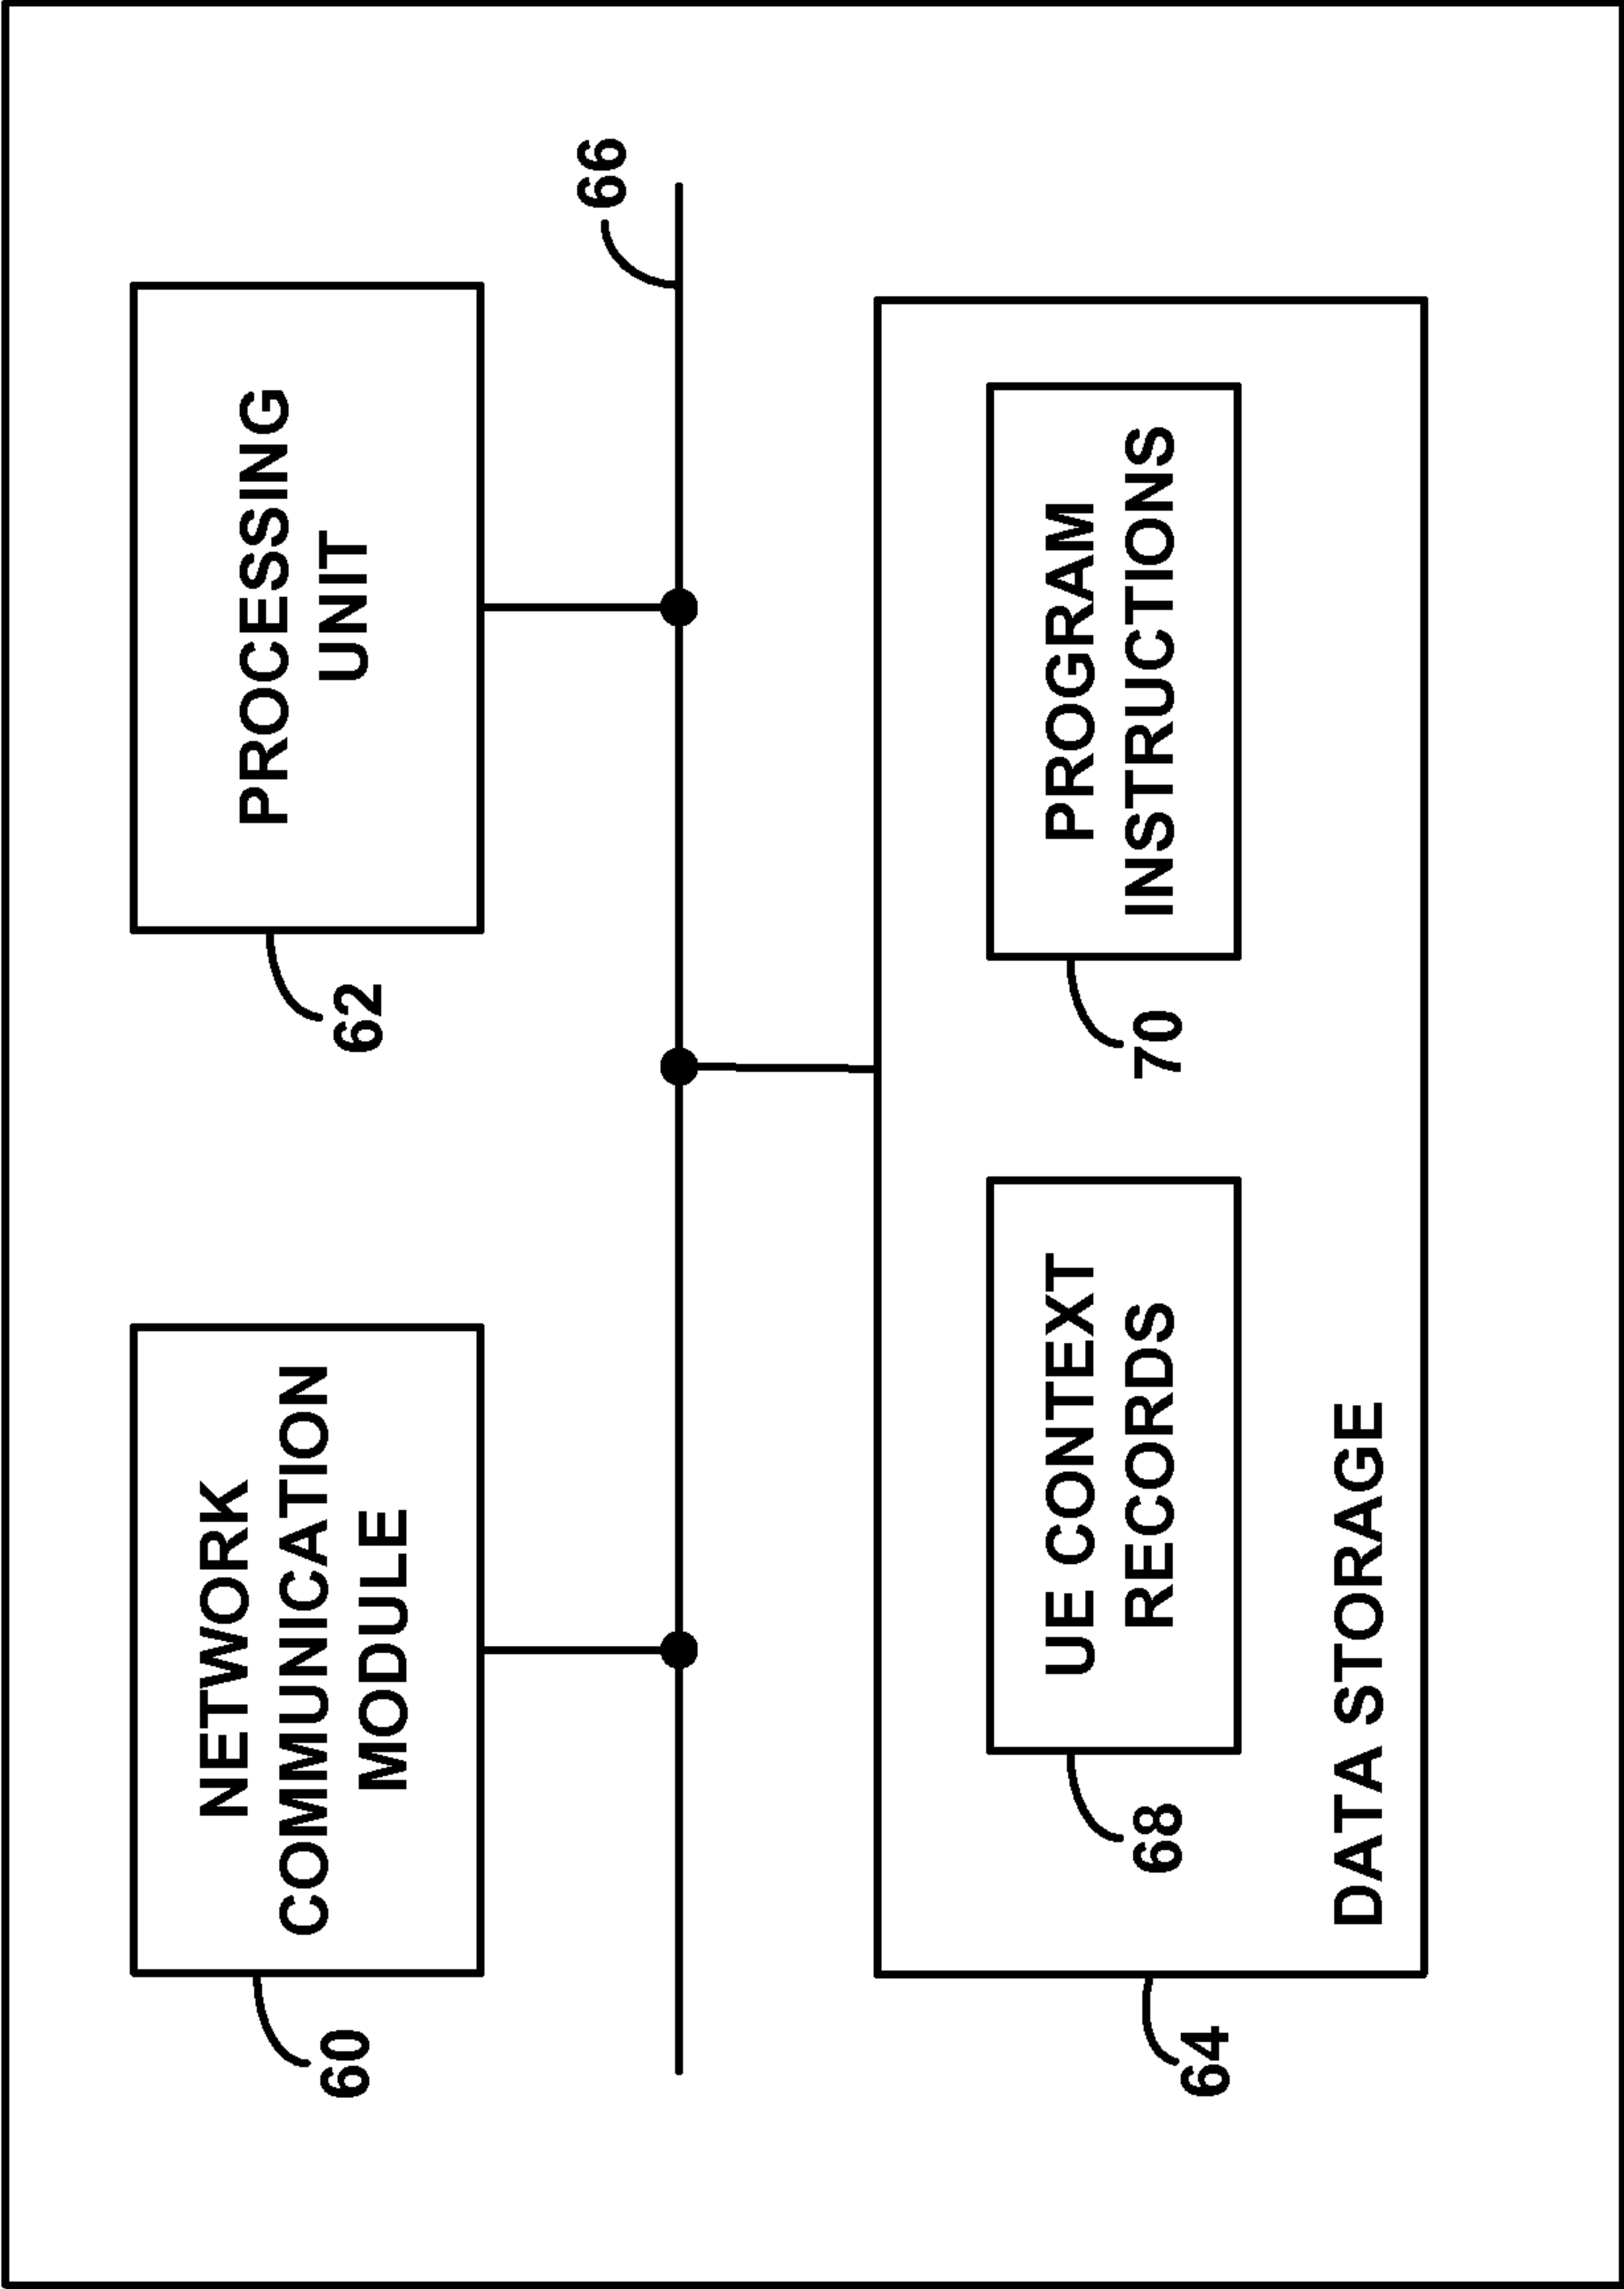 NETWORK
COMMUNICATION
MODULE
60
PROCESSING
UNIT
62
66
UE CONTEXT
RECORDS
68
PROGRAM
INSTRUCTIONS
70
DATA STORAGE
64